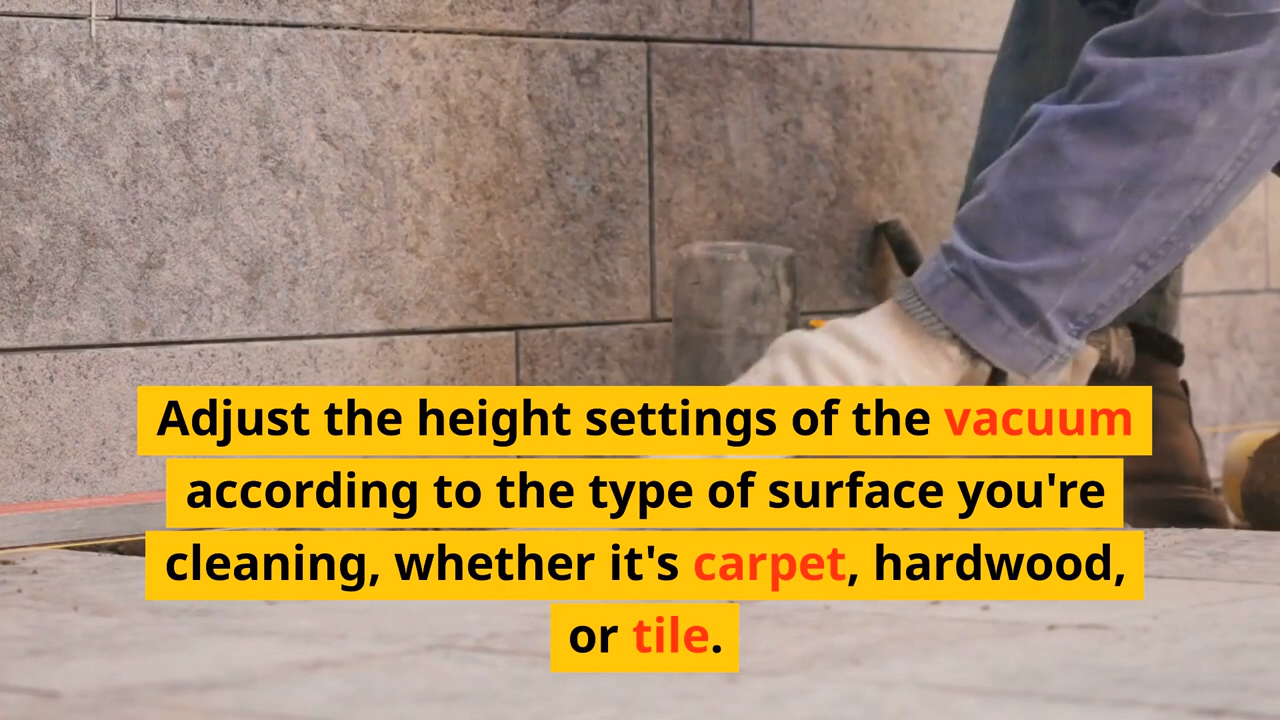 Adjust the height settings of the vacuum
according to the type of surface you're
cleaning, whether it's carpet, hardwood,
or tile.